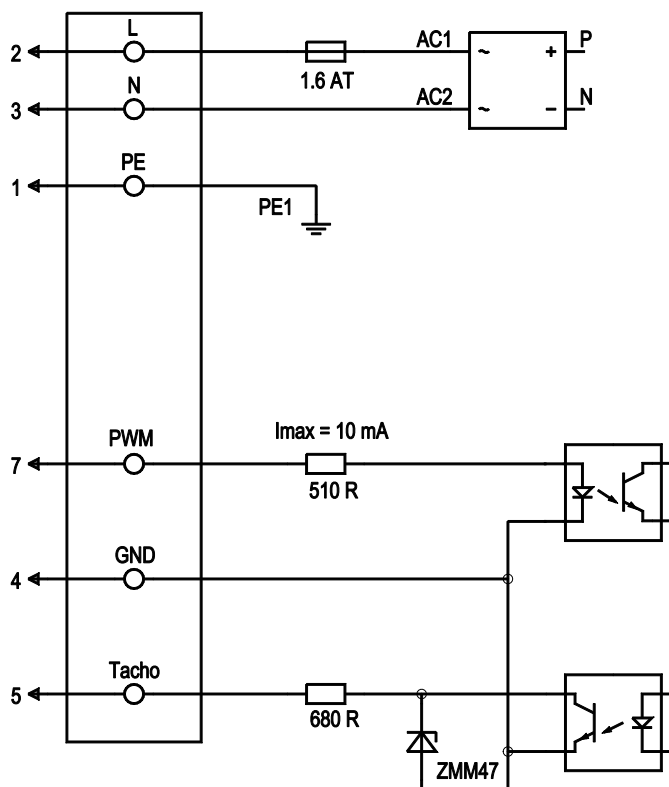 L
2
1.6 AT
AC1
~
+
P
N
3
AC2
~
−
N
PE
1
PE1
PWM
7
Imax = 10 mA
510 R
GND
4
Tacho
5
680 R
ZMM47